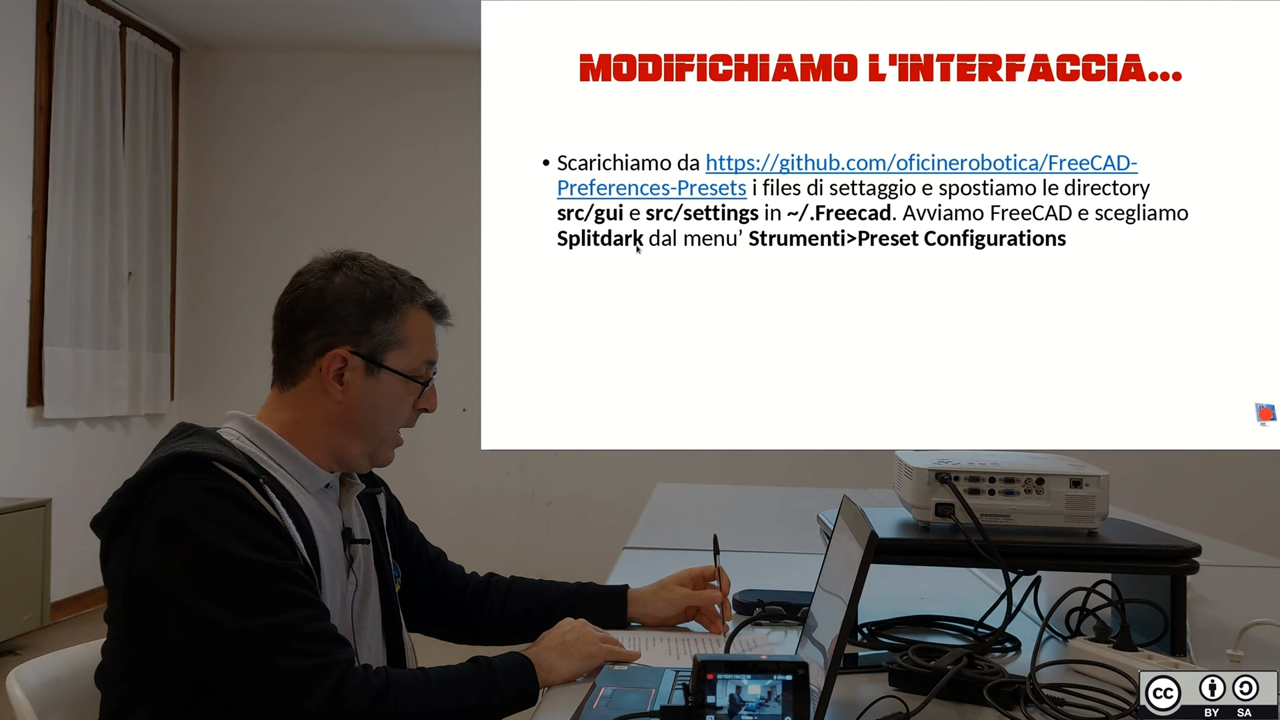 MODIFICHIAMO L'INTERFACCIA...
• Scarichiamo da https://github.com/oficinerobotica/FreeCAD-
Preferences-Presets i files di settaggio e spostiamo le directory
src/gui e src/settings in ~/.Freecad. Avviamo FreeCAD e scegliamo
Splitdark dal menu’ Strumenti>Preset Configurations
cc
BY SA